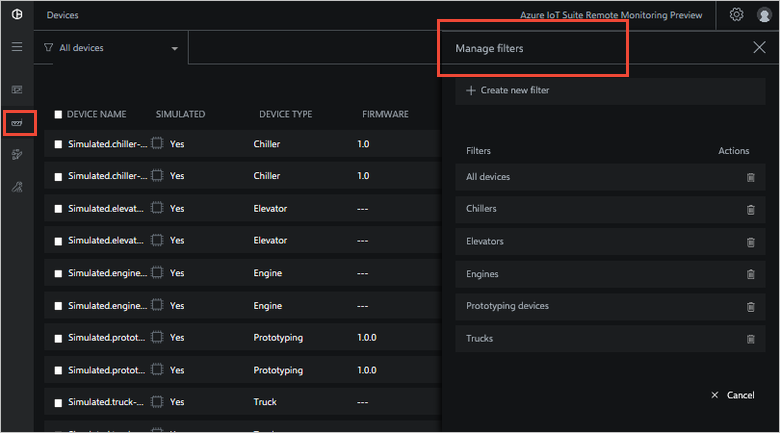 Devices
Azure IoT Suite Remote Monitoring Preview
All devices
Manage filters
Create new filter
DEVICE NAME SIMULATED DEVICE TYPE FIRMWARE
Simulated.chiller-... Yes Chiller 1.0
Simulated.chiller-... Yes Chiller 1.0
Simulated.elevat... Yes Elevator ---
Simulated.elevat... Yes Elevator ---
Simulated.engine... Yes Engine ---
Simulated.engine... Yes Engine ---
Simulated.protot... Yes Prototyping 1.0.0
Simulated.protot... Yes Prototyping 1.0.0
Simulated.truck-... Yes Truck ---
Filters Actions
All devices
Chillers
Elevators
Engines
Prototyping devices
Trucks
Cancel